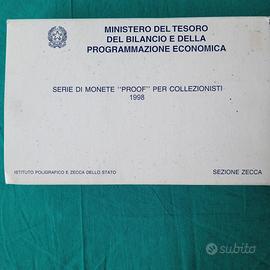 MINISTERO DEL TESORO
DEL BILANCIO E DELLA
PROGRAMMAZIONE ECONOMICA
SERIE DI MONETE "PROOF" PER COLLEZIONISTI
1998
ISTITUTO POLIGRAFICO E ZECCA DELLO STATO
SEZIONE ZECCA
subito